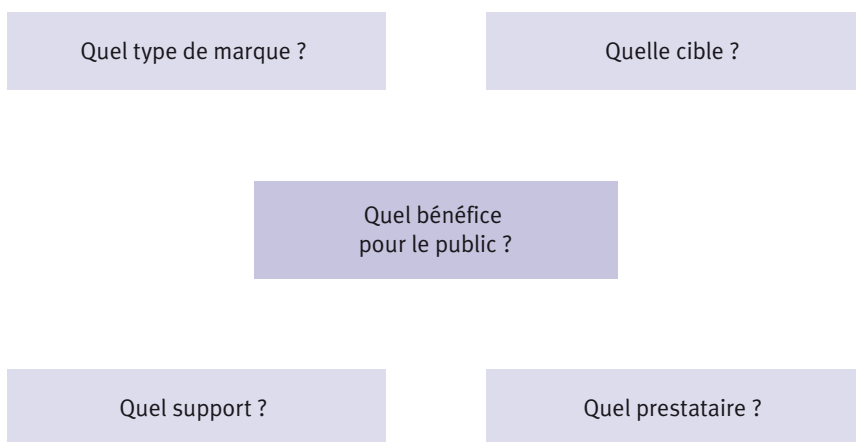 Quel type de marque ?
Quelle cible ?
Quel bénéfice
pour le public ?
Quel support ?
Quel prestataire ?